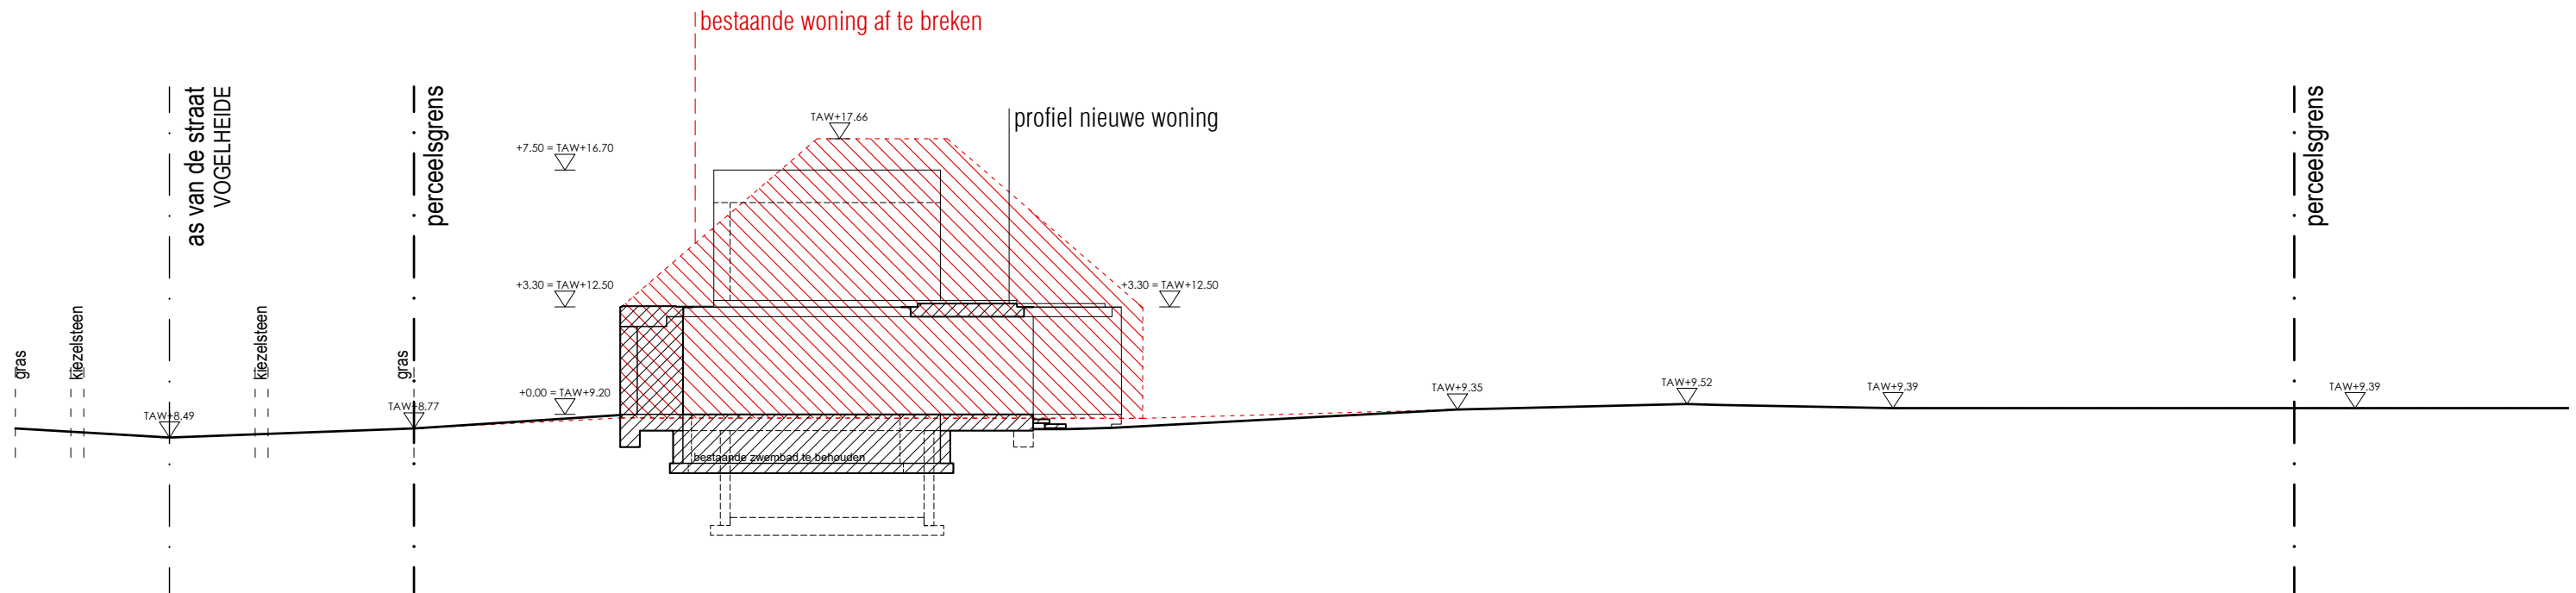 bestaande woning af te breken
as van de straat
VOGELHEIDE
perceelsgrens
perceelsgrens
profiel nieuwe woning
TAW+17.66
+7.50 = TAW+16.70
+3.30 = TAW+12.50
+3.30 = TAW+12.50
gras
kiezelsteen
kiezelsteen
gras
+0.00 = TAW+9.20
TAW+8.49
TAW+8.77
TAW+9.35
TAW+9.52
TAW+9.39
TAW+9.39
bestaande zwembad te behouden